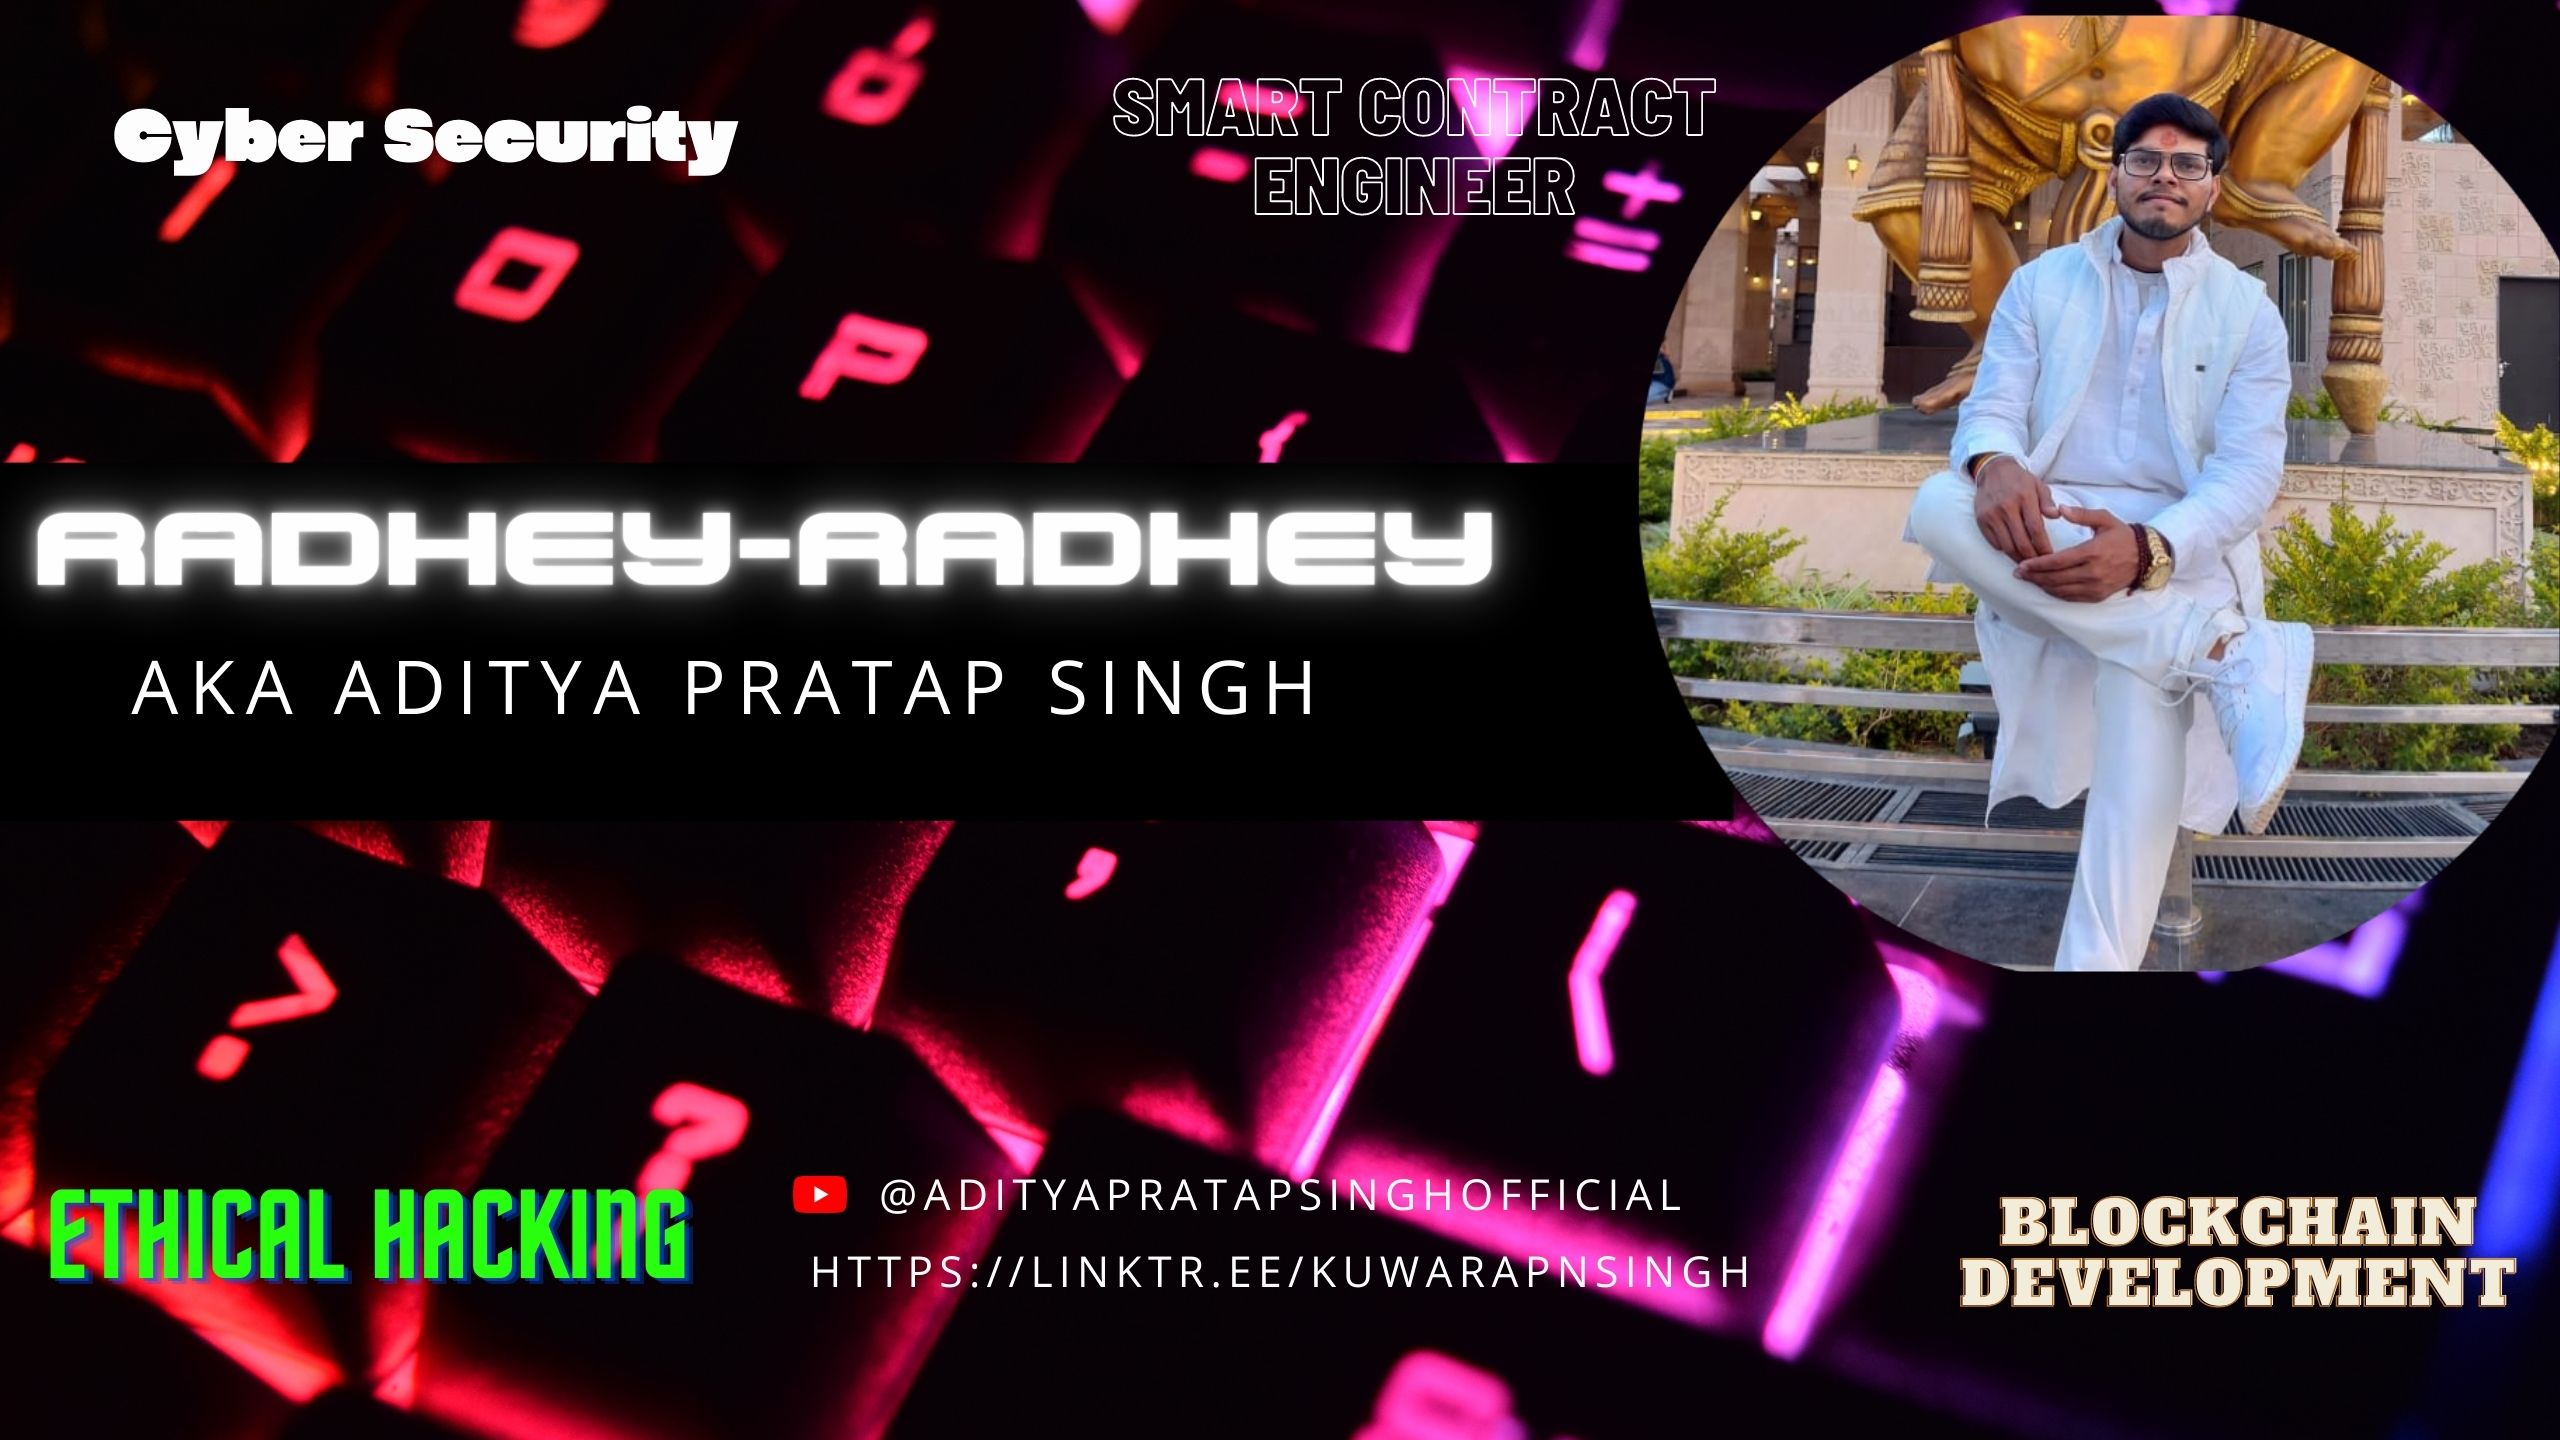 Cyber Security
SMART CONTRACT
ENGINEER
O
P
RADHEY-RADHEY
AKA ADITYA PRATAP SINGH
ETHICAL HACKING
@ADITYAPRATAPSINGHOFFICIAL
HTTPS://LINKTR.EE/KUWARAPNSINGH
BLOCKCHAIN
DEVELOPMENT